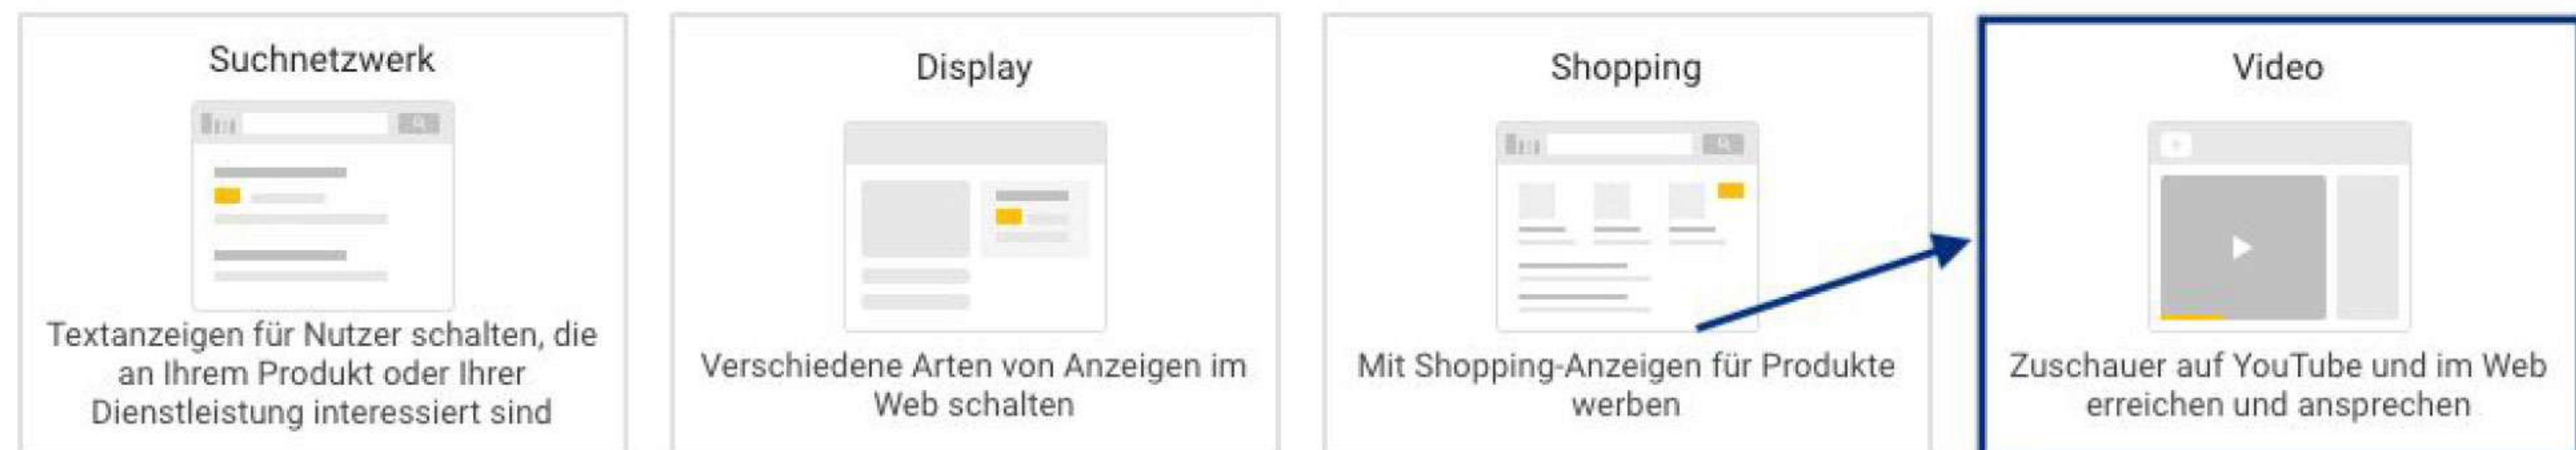 Suchnetzwerk
Textanzeigen für Nutzer schalten, die
an Ihrem Produkt oder Ihrer
Dienstleistung interessiert sind
Display
Verschiedene Arten von Anzeigen im
Web schalten
Shopping
Mit Shopping-Anzeigen für Produkte
werben
Video
Zuschauer auf YouTube und im Web
erreichen und ansprechen